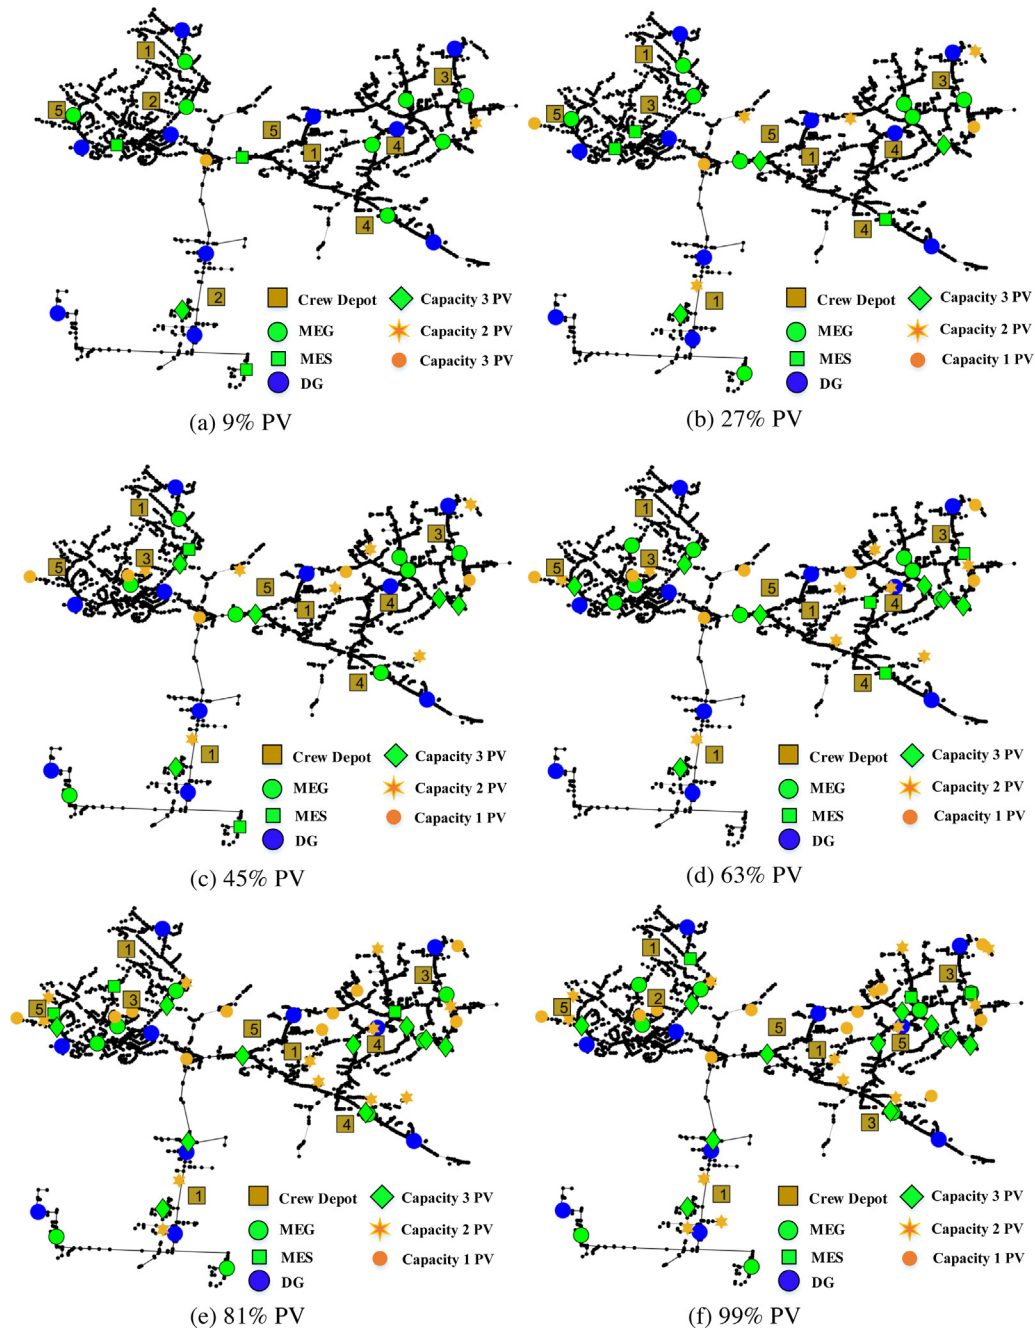 1
3
5
2
5
1
4
4
2
Crew Depot
Capacity 3 PV
MEG
Capacity 2 PV
MES
Capacity 3 PV
DG
(a) 9% PV
1
3
5
3
5
1
4
4
1
Crew Depot
Capacity 3 PV
MEG
Capacity 2 PV
MES
Capacity 1 PV
DG
(b) 27% PV
1
3
3
5
5
1
4
4
1
Crew Depot
Capacity 3 PV
MEG
Capacity 2 PV
MES
Capacity 1 PV
DG
(c) 45% PV
1
3
3
5
5
1
4
4
1
Crew Depot
Capacity 3 PV
MEG
Capacity 2 PV
MES
Capacity 1 PV
DG
(d) 63% PV
1
3
3
5
5
1
4
4
1
Crew Depot
Capacity 3 PV
MEG
Capacity 2 PV
MES
Capacity 1 PV
DG
(e) 81% PV
1
3
2
5
5
1
5
3
1
Crew Depot
Capacity 3 PV
MEG
Capacity 2 PV
MES
Capacity 1 PV
DG
(f) 99% PV